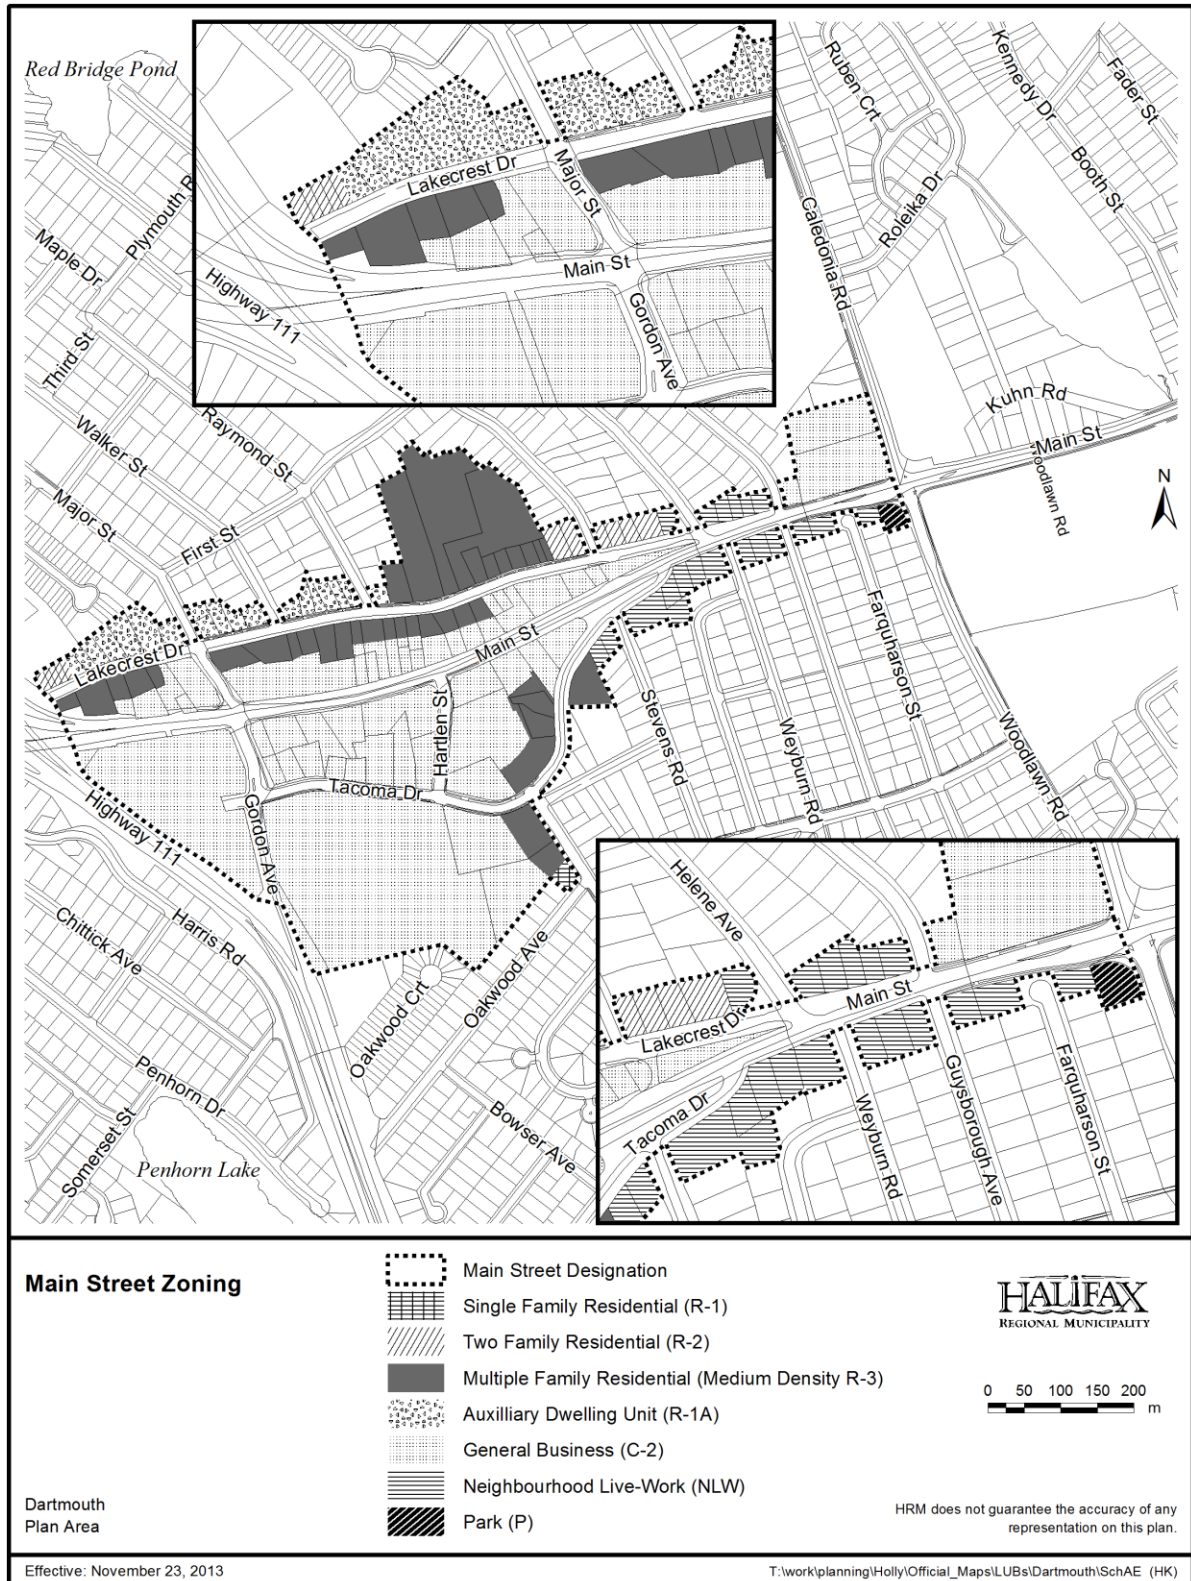 Red Bridge Pond
Lakecrest Dr
Major St
Main St
Gordon Ave
Highway 111
Plymouth R
Maple Dr
Third St
Walker St
Raymond St
Major St
First St
Ruben Crt
Roleika Dr
Caledonia Rd
Kennedy Dr
Booth St
Fader St
Kuhn Rd
Main St
Woodlawn Rd
N
Lakecrest Dr
Main St
Hartlen St
Tacoma Dr
Gordon Ave
Highway 111
Stevens Rd
Weyburn Rd
Farquharson St
Woodlawn Rd
Harris Rd
Chittick Ave
Oakwood Crt
Oakwood Ave
Penhorn Dr
Somerset St
Penhorn Lake
Bowser Ave
Helene Ave
Main St
Lakecrest Dr
Tacoma Dr
Weyburn Rd
Guysborough Ave
Farquharson St
Main Street Zoning
Main Street Designation
Single Family Residential (R-1)
Two Family Residential (R-2)
Multiple Family Residential (Medium Density R-3)
Auxilliary Dwelling Unit (R-1A)
General Business (C-2)
Neighbourhood Live-Work (NLW)
Park (P)
HALIFAX
REGIONAL MUNICIPALITY
0 50 100 150 200
m
Dartmouth
Plan Area
HRM does not guarantee the accuracy of any
representation on this plan.
Effective: November 23, 2013
T:\work\planning\Holly\Official_Maps\LUBs\Dartmouth\SchAE (HK)